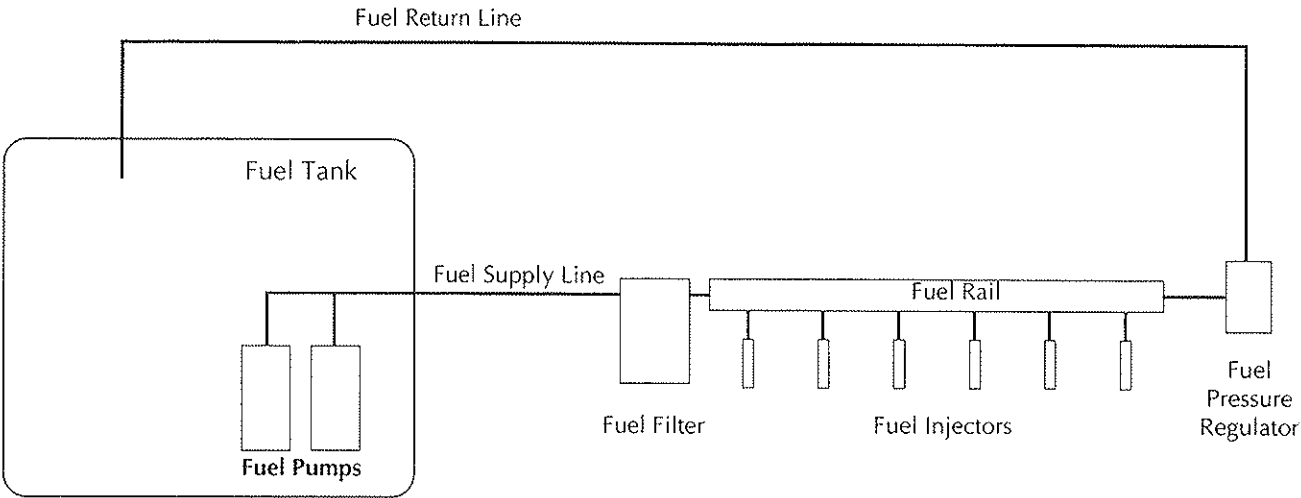 Fuel Return Line
Fuel Tank
Fuel Supply Line
Fuel Rail
Fuel Pumps
Fuel Filter
Fuel Injectors
Fuel
Pressure
Regulator